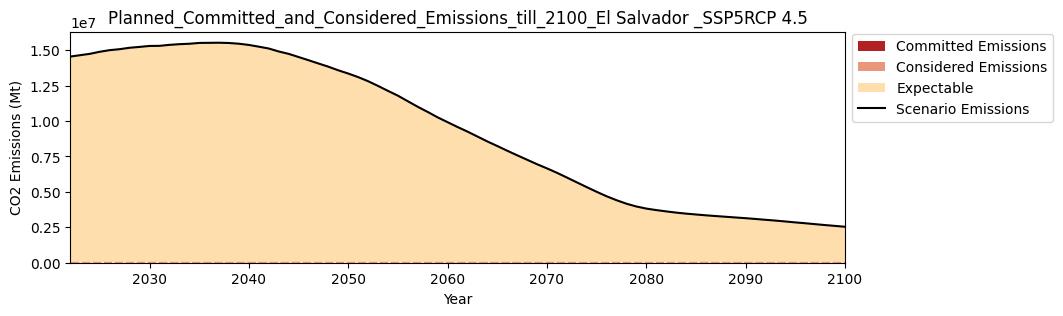 Planned_Committed_and_Considered_Emissions_till_2100_El Salvador _SSP5RCP 4.5
1e7
1.50
1.25
1.00
0.75
0.50
0.25
0.00
CO2 Emissions (Mt)
2030 2040 2050 2060 2070 2080 2090 2100
Year
Committed Emissions
Considered Emissions
Expectable
Scenario Emissions